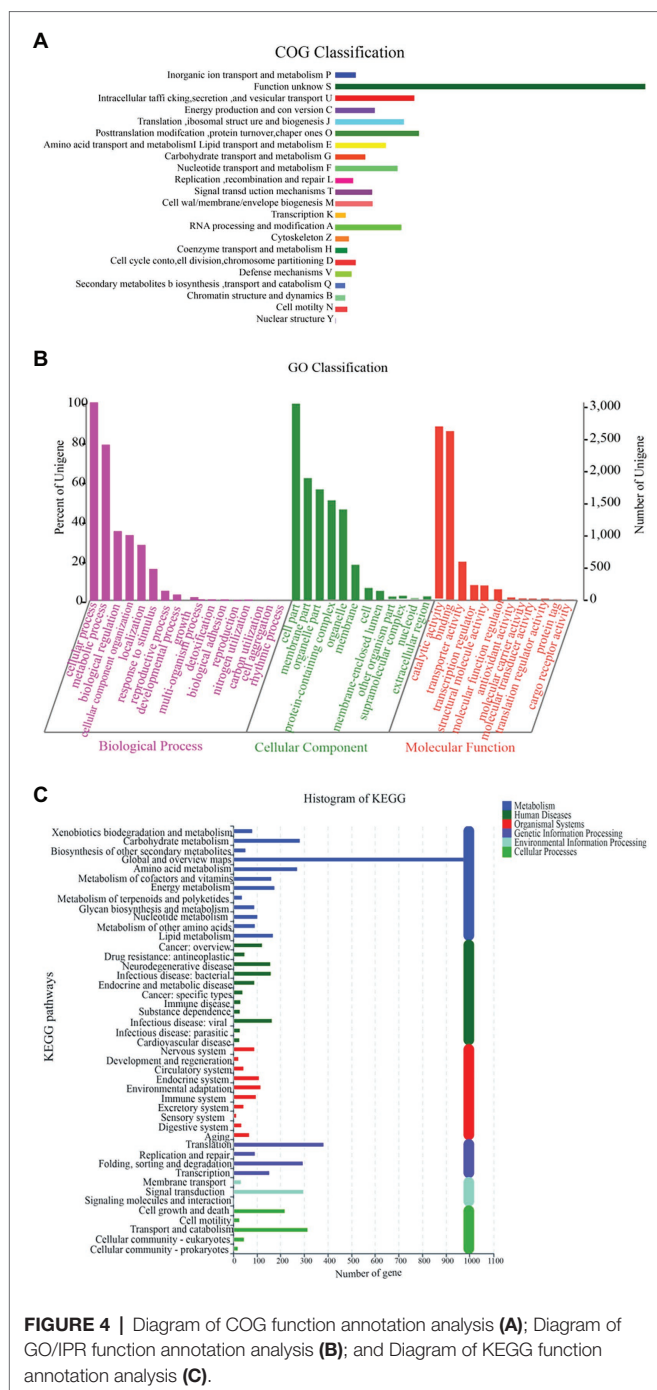 A
COG Classification
Inorganic ion transport and metabolism P
Function unknow S
Intracellular taffi cking,secretion ,and vesicular transport U
Energy production and con version C
Translation ,ibosomal struct ure and biogenesis J
Posttranslation modifcation ,protein turnover,chaper ones O
Amino acid transport and metabolismI Lipid transport and metabolism E
Carbohydrate transport and metabolism G
Nucleotide transport and metabolism F
Replication ,recombination and repair L
Signal transd uction mechanisms T
Cell wal/membrane/envelope biogenesis M
Transcription K
RNA processing and modification A
Cytoskeleton Z
Coenzyme transport and metabolism H
Cell cycle conto,ell division,chromosome partitioning D
Defense mechanisms V
Secondary metabolites b iosynthesis ,transport and catabolism Q
Chromatin structure and dynamics B
Cell motilty N
Nuclear structure Y
B
GO Classification
Percent of Unigene
100
80
60
40
20
0
3,000
2,500
2,000
1,500
1,000
500
0
Number of Unigene
cellular process
metabolic process
biological regulation
cellular component organization
localization
response to stimulus
reproductive process
developmental process
growth
multi-organism process
detoxification
biological adhesion
reproduction
nitrogen utilization
carbon utilization
cell aggregation
rhythmic process
cell part
membrane part
organelle part
protein-containing complex
organelle
membrane
cell
membrane-enclosed lumen
other organism part
supramolecular complex
nucleoid
extracellular region
catalytic activity
binding
transporter activity
transcription regulator
structural molecule activity
molecular function regulator
antioxidant activity
molecular carrier activity
molecular transducer activity
translation regulator activity
protein tag
cargo receptor activity
Biological Process
Cellular Component
Molecular Function
C
Histogram of KEGG
Metabolism
Human Diseases
Organismal Systems
Genetic Information Processing
Environmental Information Processing
Cellular Processes
KEGG pathways
Xenobiotics biodegradation and metabolism
Carbohydrate metabolism
Biosynthesis of other secondary metabolites
Global and overview maps
Amino acid metabolism
Metabolism of cofactors and vitamins
Energy metabolism
Metabolism of terpenoids and polyketides
Glycan biosynthesis and metabolism
Nucleotide metabolism
Metabolism of other amino acids
Lipid metabolism
Cancer: overview
Drug resistance: antineoplastic
Neurodegenerative disease
Infectious disease: bacterial
Endocrine and metabolic disease
Cancer: specific types
Immune disease
Substance dependence
Infectious disease: viral
Infectious disease: parasitic
Cardiovascular disease
Nervous system
Development and regeneration
Circulatory system
Endocrine system
Environmental adaptation
Immune system
Excretory system
Sensory system
Digestive system
Aging
Translation
Replication and repair
Folding, sorting and degradation
Transcription
Membrane transport
Signal transduction
Signaling molecules and interaction
Cell growth and death
Cell motility
Transport and catabolism
Cellular community - eukaryotes
Cellular community - prokaryotes
0 100 200 300 400 500 600 700 800 900 1000 1100
Number of gene
FIGURE 4 | Diagram of COG function annotation analysis (A); Diagram of
GO/IPR function annotation analysis (B); and Diagram of KEGG function
annotation analysis (C).